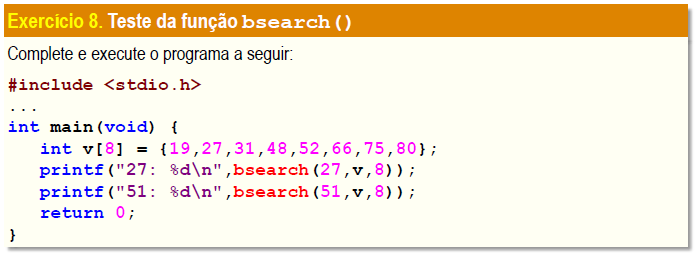 Exercício 8. Teste da função bsearch()
Complete e execute o programa a seguir:
#include <stdio.h>
...
int main(void) {
   int v[8] = {19,27,31,48,52,66,75,80};
   printf("27: %d\n",bsearch(27,v,8));
   printf("51: %d\n",bsearch(51,v,8));
   return 0;
}